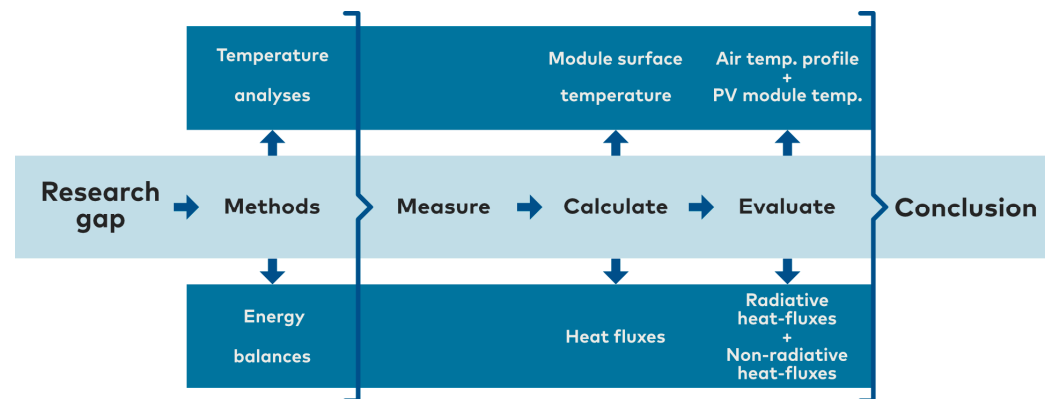 Temperature
analyses
Module surface
temperature
Air temp. profile
+
PV module temp.
Research
gap
Methods
Measure
Calculate
Evaluate
Conclusion
Energy
balances
Heat fluxes
Radiative
heat-fluxes
+
Non-radiative
heat-fluxes